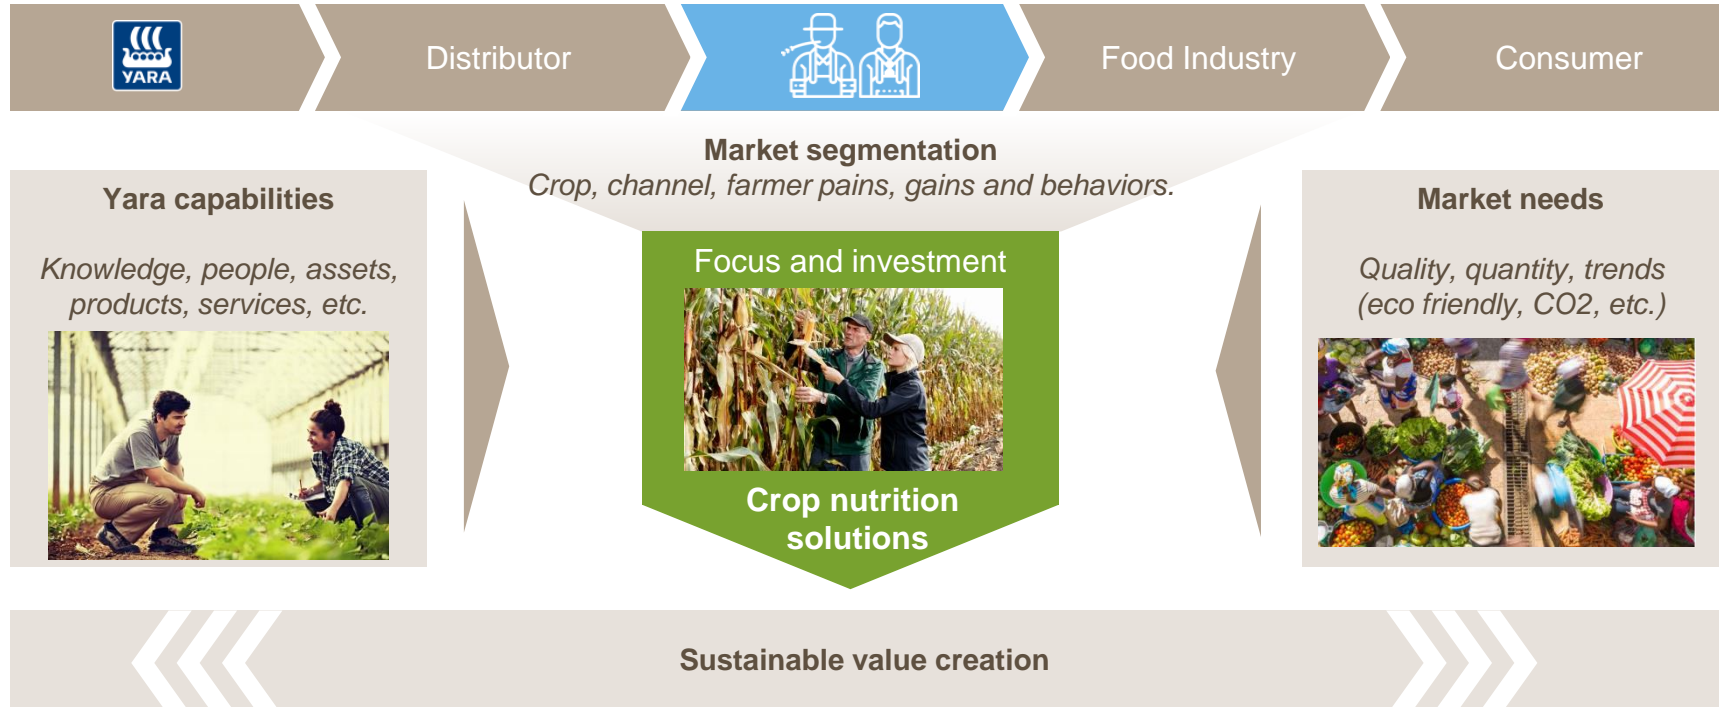 YARA
Distributor
Food Industry
Consumer
Market segmentation
Crop, channel, farmer pains, gains and behaviors.
Yara capabilities
Knowledge, people, assets,
products, services, etc.
Focus and investment
Crop nutrition
solutions
Market needs
Quality, quantity, trends
(eco friendly, CO2, etc.)
Sustainable value creation